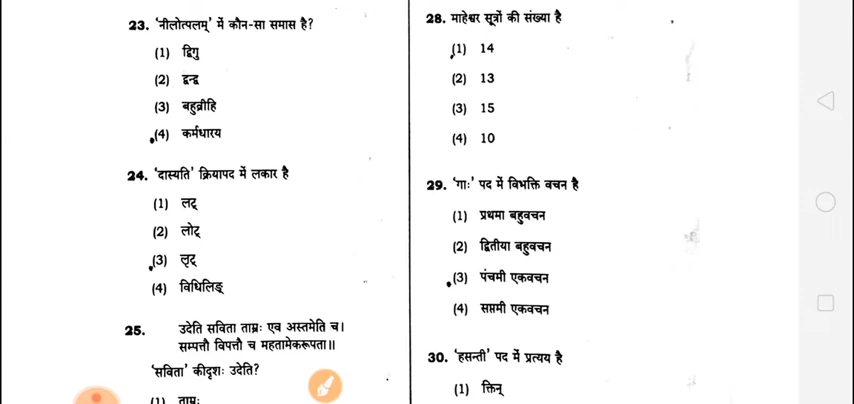 23. 'नीलोत्पलम्' में कौन-सा समास है?
(1) द्विगु
(2) द्वन्द्व
(3) बहुव्रीहि
(4) कर्मधारय
24. 'दास्यति' क्रियापद में लकार है
(1) लट्
(2) लोट्
(3) लृट्
(4) विधिलिङ्
25. उदेति सविता ताम्रः एव अस्तमेति च।
सम्पत्तौ विपत्तौ च महतामेकरूपता॥
'सविता' कीदृशः उदेति?
(1) ताम्रः
28. माहेश्वर सूत्रों की संख्या है
(1) 14
(2) 13
(3) 15
(4) 10
29. 'गाः' पद में विभक्ति वचन है
(1) प्रथमा बहुवचन
(2) द्वितीया बहुवचन
(3) पंचमी एकवचन
(4) सप्तमी एकवचन
30. 'हसन्ती' पद में प्रत्यय है
(1) क्तिन्